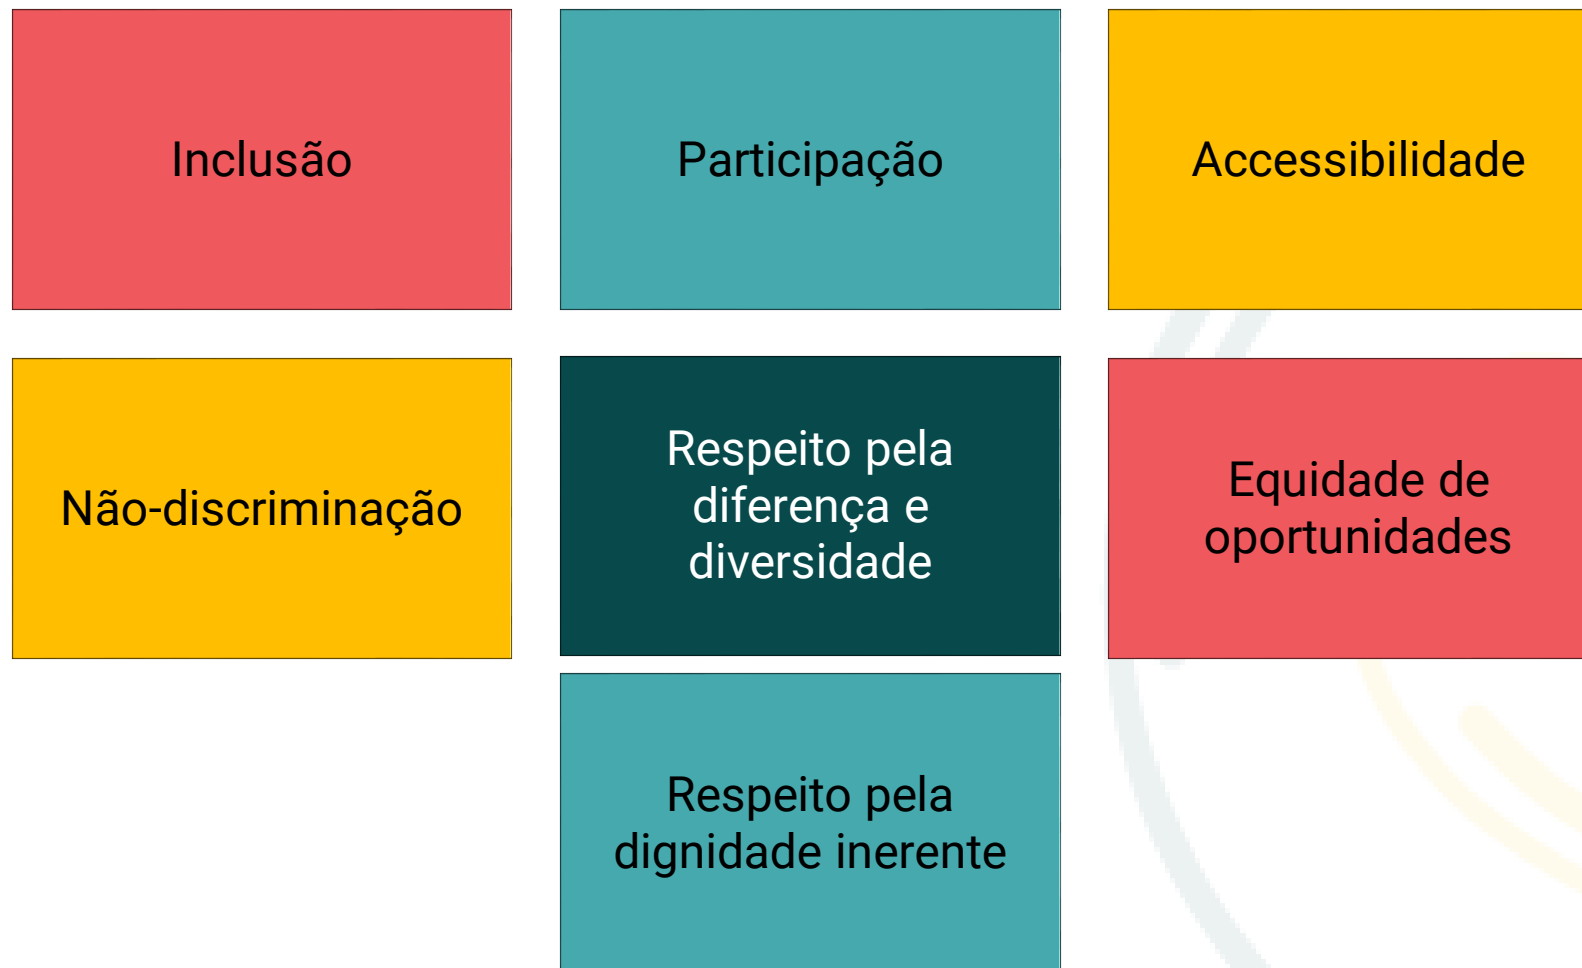 Inclusão
Participação
Accessibilidade
Não-discriminação
Respeito pela
diferença e
diversidade
Equidade de
oportunidades
Respeito pela
dignidade inerente